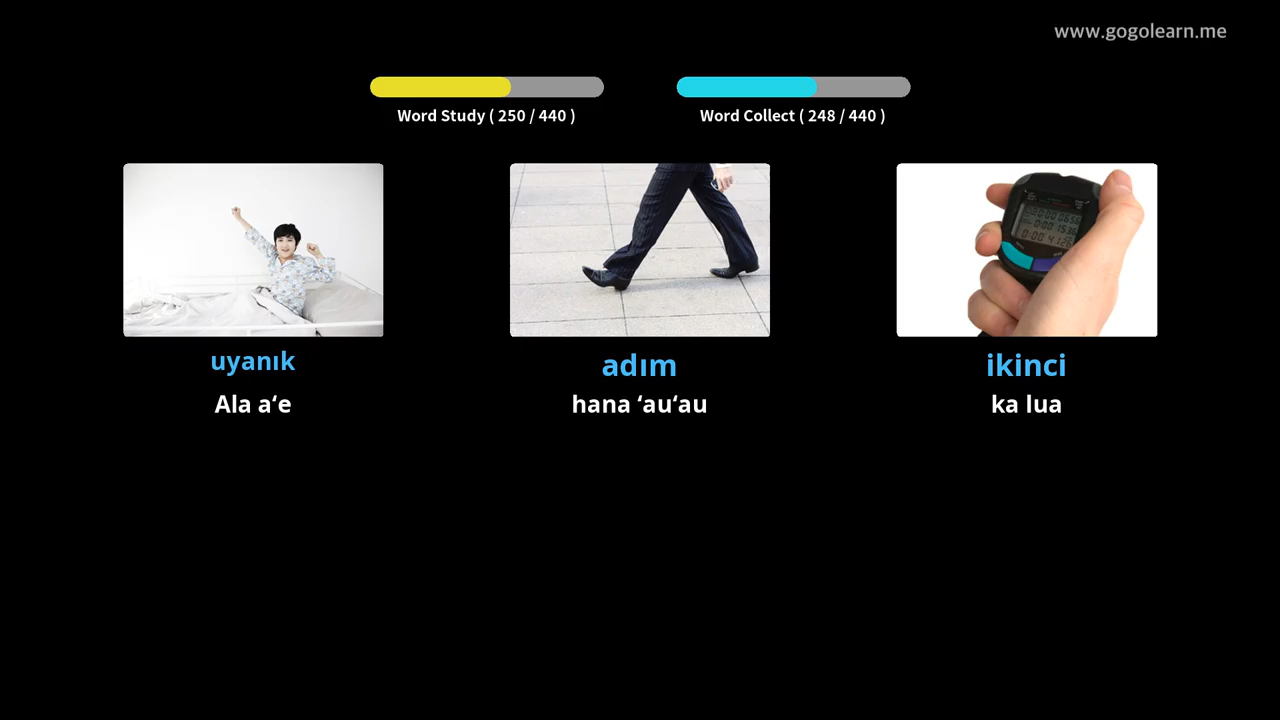 www.gogolearn.me
Word Study ( 250 / 440 )
Word Collect ( 248 / 440 )
uyanık
adım
ikinci
Ala aʻe
hana ʻauʻau
ka lua